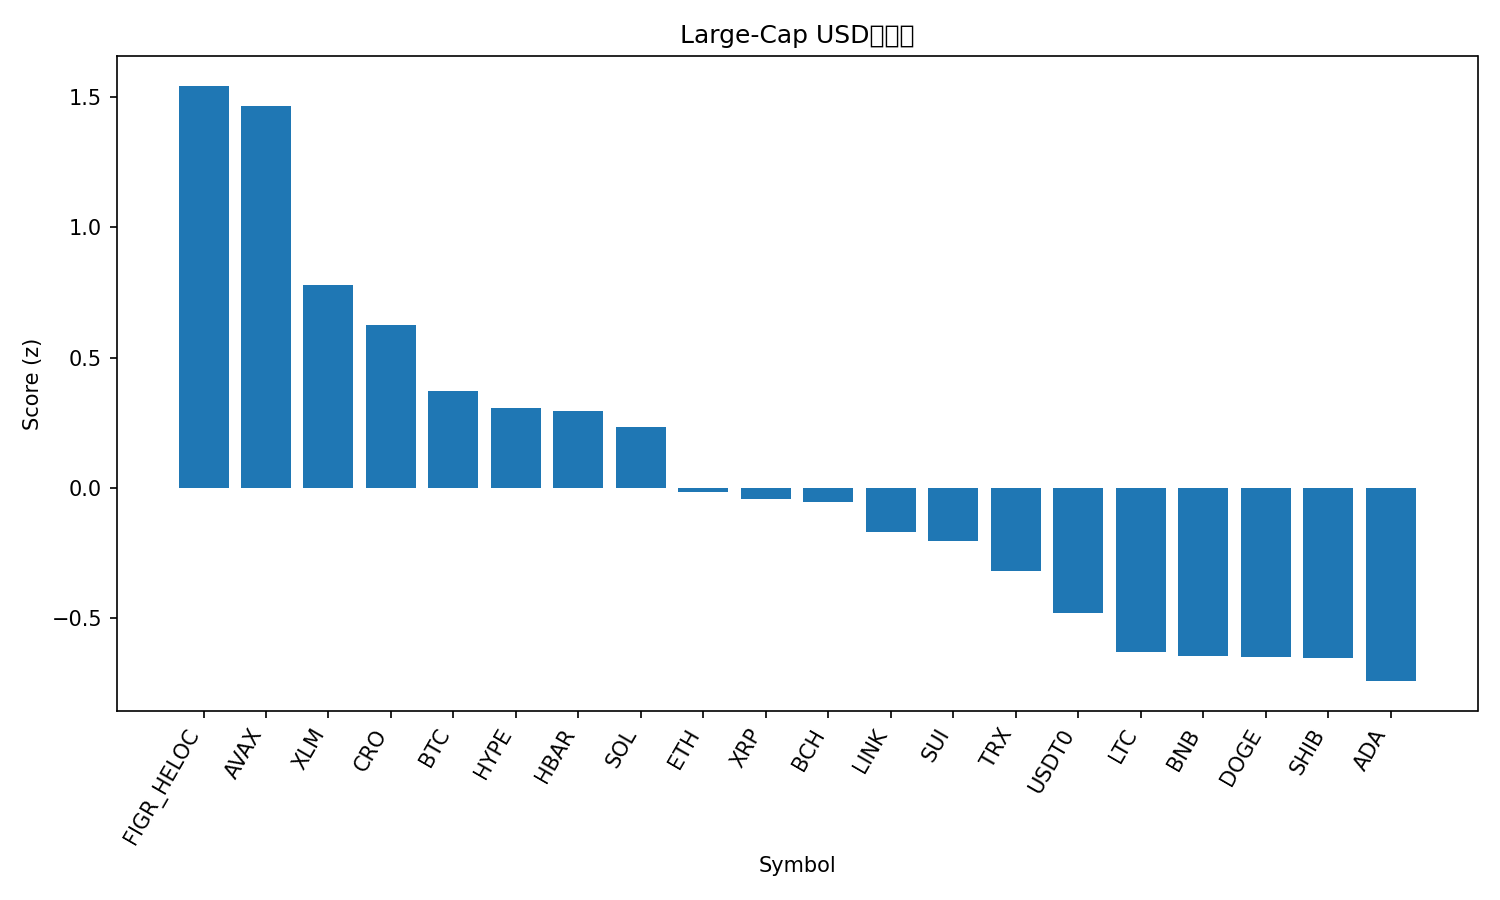 Large-Cap USD
1.5
1.0
0.5
0.0
−0.5
Score (z)
FIGR_HELOC
AVAX
XLM
CRO
BTC
HYPE
HBAR
SOL
ETH
XRP
BCH
LINK
SUI
TRX
USDT0
LTC
BNB
DOGE
SHIB
ADA
Symbol